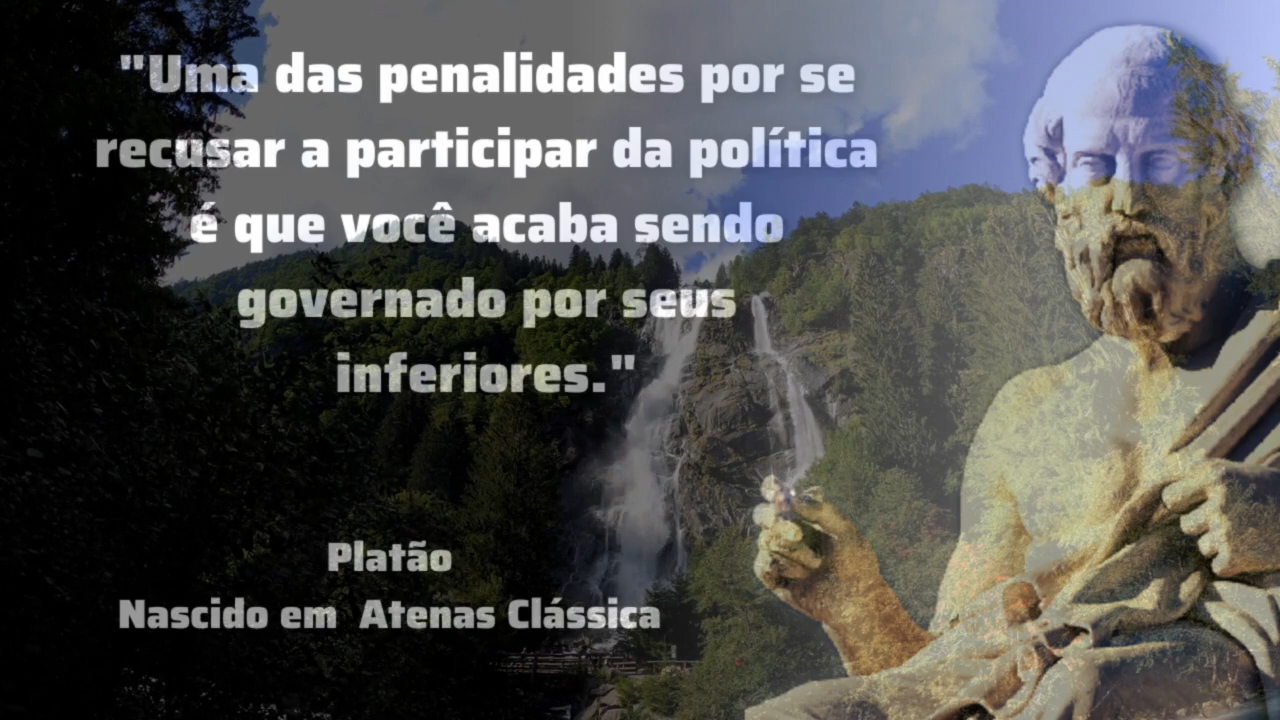 "Uma das penalidades por se
recusar a participar da política
é que você acaba sendo
governado por seus
inferiores."
Platão
Nascido em Atenas Clássica